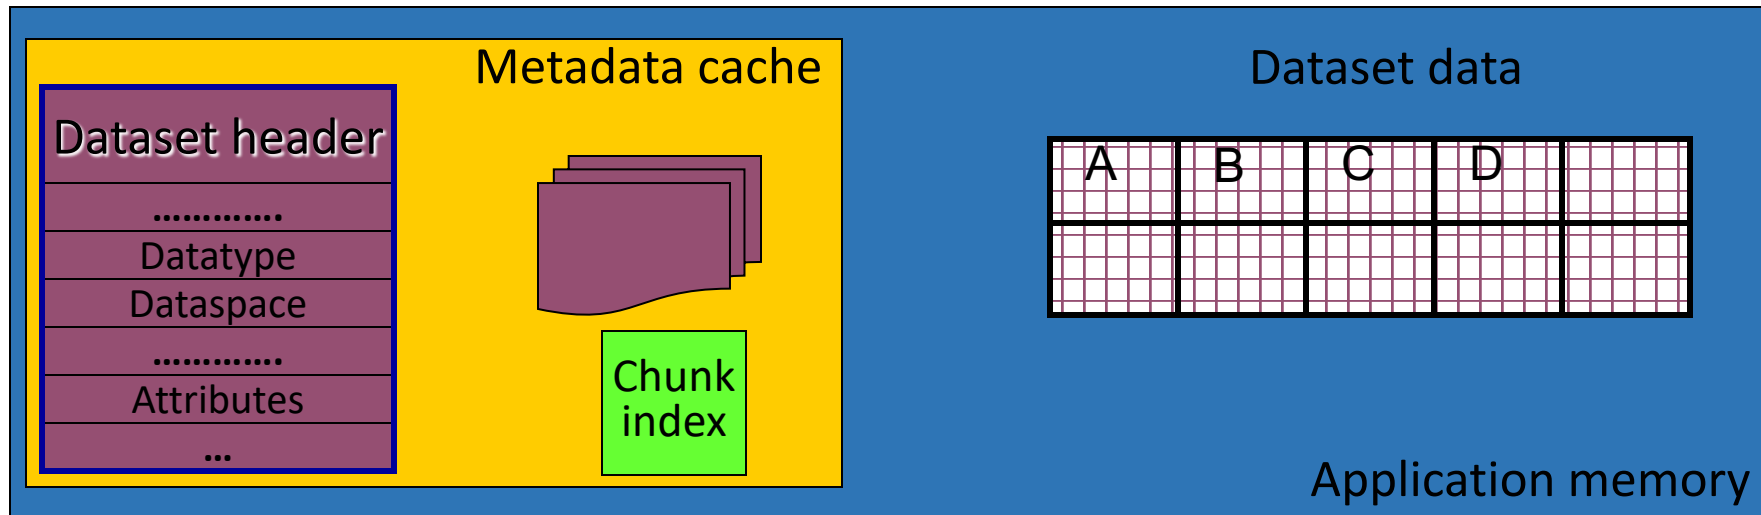 Metadata cache
Dataset header
.............
Datatype
Dataspace
.............
Attributes
...
Chunk
index
Dataset data
A B C D
Application memory